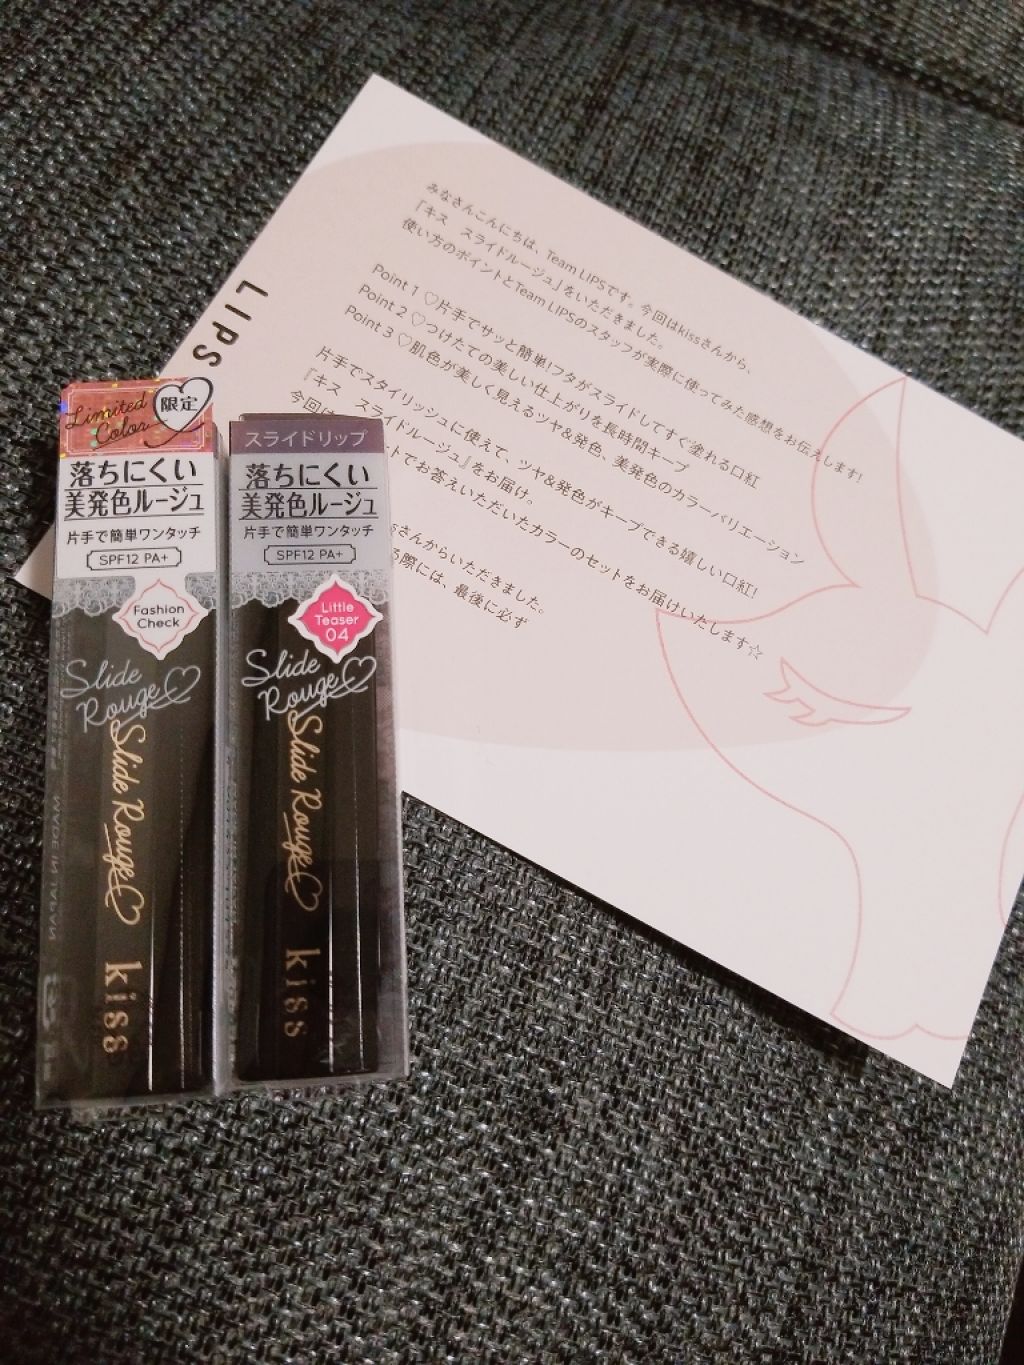 LIPS
みなさんこんにちは、Team LIPSです。今回はkissさんから、
「キス スライドルージュ」をいただきました。
使い方のポイントとTeam LIPSのスタッフが実際に使ってみた感想をお伝えします!
Point 1 ♡片手でサッと簡単!フタがスライドしてすぐ塗れる口紅
Point 2 ♡つけたての美しい仕上がりを長時間キープ
Point 3 ♡肌色が美しく見えるツヤ&発色、美発色のカラーバリエーション
片手でスタイリッシュに使えて、ツヤ&発色がキープできる嬉しい口紅!
『キス スライドルージュ』をお届け。
今回は
トでお答えいただいたカラーのセットをお届けいたします☆
さんからいただきました。
る際には、最後に必ず
Limited
Color
限定
落ちにくい
美発色ルージュ
片手で簡単ワンタッチ
SPF12 PA+
Fashion
Check
Slide
Rouge
Slide Rouge
kiss
スライドリップ
落ちにくい
美発色ルージュ
片手で簡単ワンタッチ
SPF12 PA+
Little
Teaser
04
Slide
Rouge
Slide Rouge
kiss